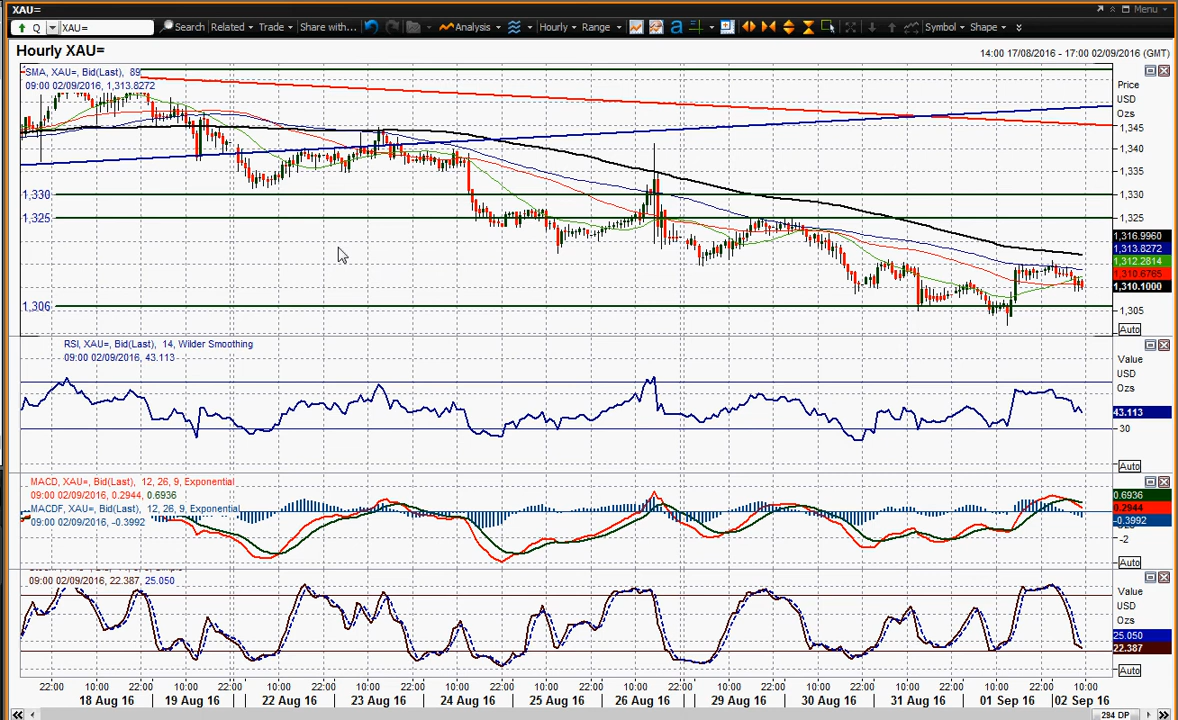 XAU=
Menu
Q XAU= Search Related Trade Share with... Analysis Hourly Range a Symbol Shape
Hourly XAU=
14:00 17/08/2016 - 17:00 02/09/2016 (GMT)
SMA, XAU=, Bid(Last), 89
09:00 02/09/2016, 1,313.8272
Price
USD
Ozs
1,345
1,340
1,335
1,330
1,330
1,325
1,325
1,316.9960
1,313.8272
1,312.2814
1,310.6765
1,310.1000
1,306
1,305
Auto
RSI, XAU=, Bid(Last), 14, Wilder Smoothing
09:00 02/09/2016, 43.113
Value
USD
Ozs
43.113
30
Auto
MACD, XAU=, Bid(Last), 12, 26, 9, Exponential
09:00 02/09/2016, 0.2944, 0.6936
MACDF, XAU=, Bid(Last), 12, 26, 9, Exponential
09:00 02/09/2016, -0.3992
0.6936
0.2944
-0.3992
-2
Auto
09:00 02/09/2016, 22.387, 25.050
Value
USD
Ozs
25.050
22.387
Auto
22:00 10:00 22:00 10:00 22:00 10:00 22:00 10:00 22:00 10:00 22:00 10:00 22:00 10:00 22:00 10:00 22:00 10:00 22:00 10:00 22:00 10:00 22:00 10:00
18 Aug 16 19 Aug 16 22 Aug 16 23 Aug 16 24 Aug 16 25 Aug 16 26 Aug 16 29 Aug 16 30 Aug 16 31 Aug 16 01 Sep 16 02 Sep 16
294 DP